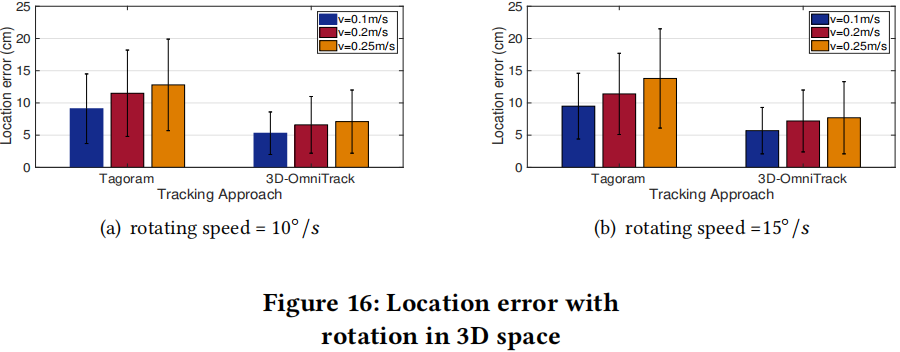 Location error (cm)
25
20
15
10
5
0
v=0.1m/s
v=0.2m/s
v=0.25m/s
Tagoram
3D-OmniTrack
Tracking Approach
(a) rotating speed = 10°/s
Location error (cm)
25
20
15
10
5
0
v=0.1m/s
v=0.2m/s
v=0.25m/s
Tagoram
3D-OmniTrack
Tracking Approach
(b) rotating speed =15°/s
Figure 16: Location error with
rotation in 3D space